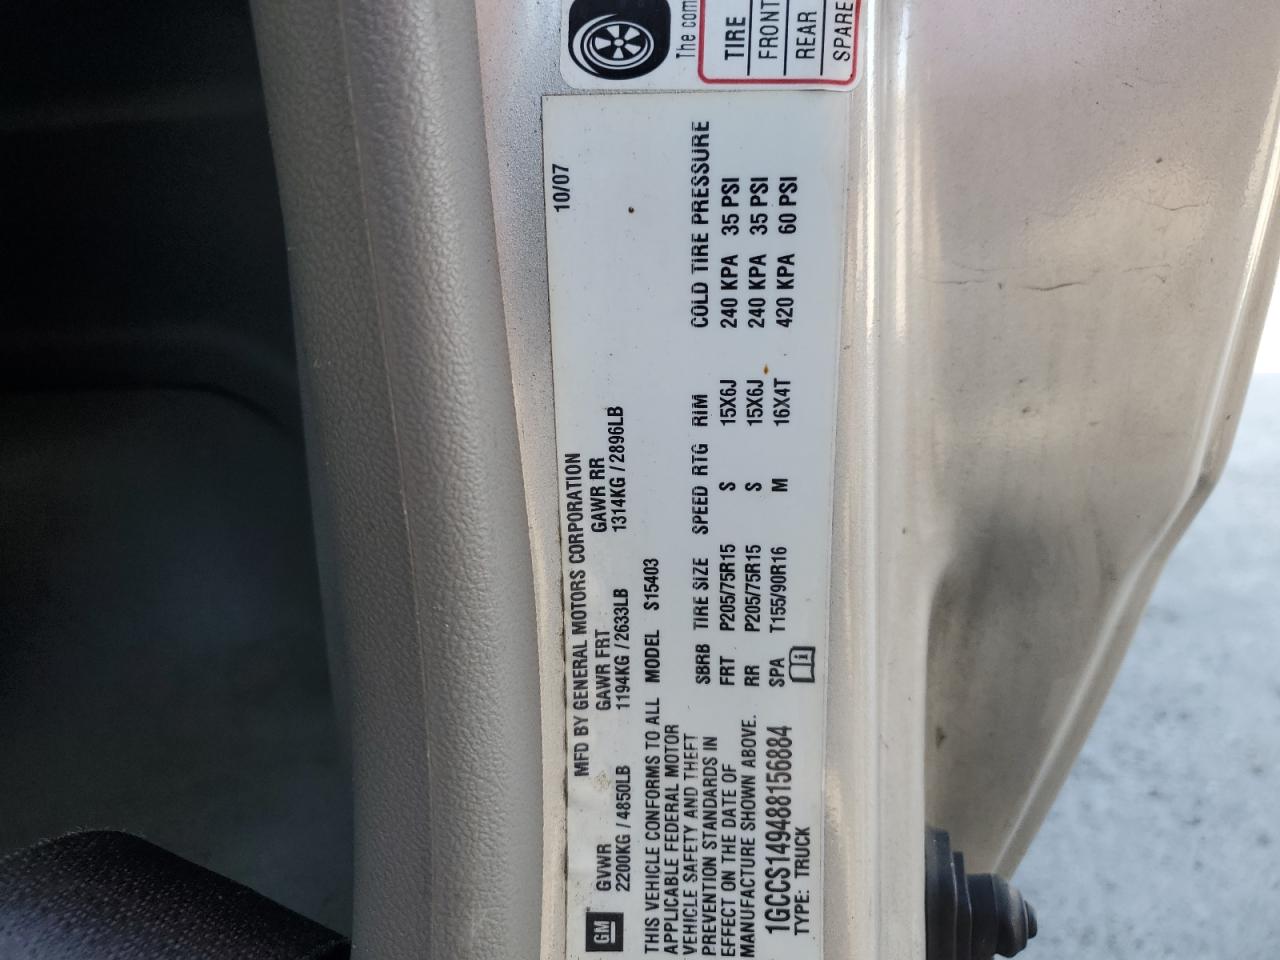 The com
TIRE
FRONT
REAR
SPARE
10/07
MFD BY GENERAL MOTORS CORPORATION
GVWR GAWR FRT GAWR RR
2200KG / 4850LB 1194KG / 2633LB 1314KG / 2896LB
GM
THIS VEHICLE CONFORMS TO ALL MODEL S15403
APPLICABLE FEDERAL MOTOR
VEHICLE SAFETY AND THEFT
PREVENTION STANDARDS IN
EFFECT ON THE DATE OF
MANUFACTURE SHOWN ABOVE.
1GCCS149488156884
TYPE: TRUCK
SBRB TIRE SIZE SPEED RTG RIM COLD TIRE PRESSURE
FRT P205/75R15 S 15X6J 240 KPA 35 PSI
RR P205/75R15 S 15X6J 240 KPA 35 PSI
SPA T155/90R16 M 16X4T 420 KPA 60 PSI